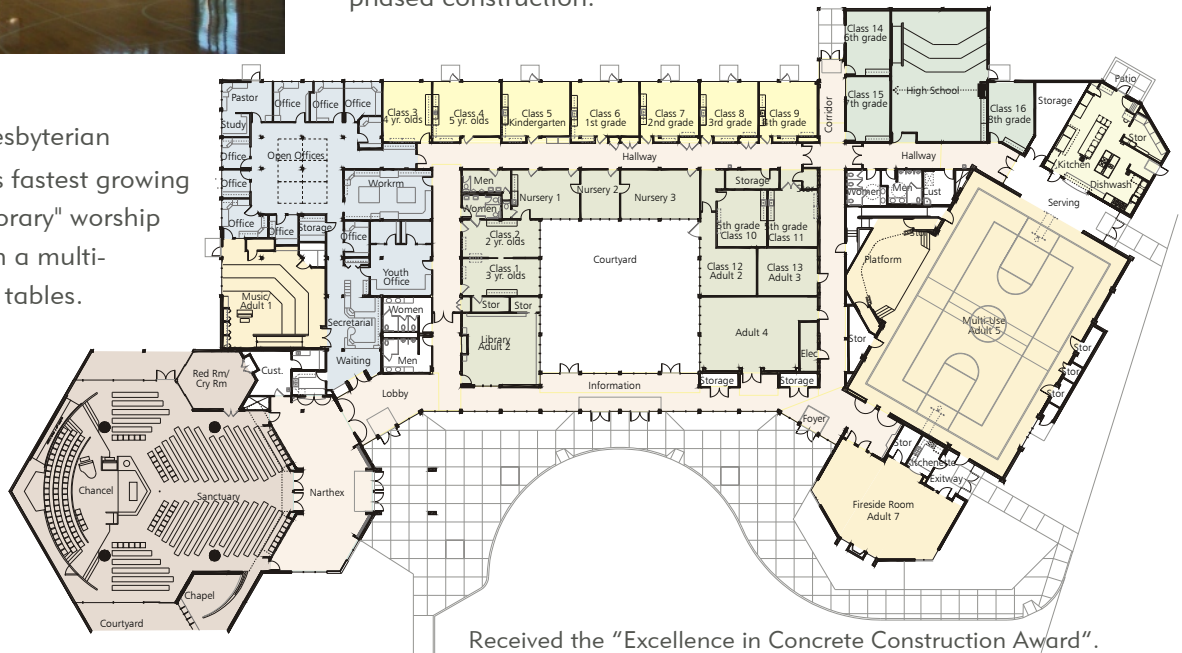 phased construction.
esbyterian
s fastest growing
orary" worship
n a multi-
tables.
Pastor
Office
Office
Office
Study
Office
Office
Office
Office
Open Offices
Storage
Class 3
4 yr. olds
Class 4
5 yr. olds
Class 5
Kindergarten
Class 6
1st grade
Class 7
2nd grade
Class 8
3rd grade
Class 9
4th grade
Corridor
Class 14
6th grade
Class 15
7th grade
High School
Class 16
8th grade
Storage
Patio
Stor
Kitchen
Dishwash
Serving
Hallway
Hallway
Workrm
Office
Youth
Office
Men
Women
Nursery 1
Nursery 2
Nursery 3
Storage
Stor
Class 2
2 yr. olds
Class 1
3 yr. olds
Stor
Stor
Library
Adult 2
Courtyard
5th grade
Class 10
5th grade
Class 11
Class 12
Adult 2
Class 13
Adult 3
Adult 4
Elec
Storage
Storage
Women
Men
Cust
Platform
Stor
Stor
Multi-Use
Adult 5
Stor
Stor
Stor
Music/
Adult 1
Secretarial
Waiting
Women
Men
Lobby
Information
Foyer
Red Rm/
Cry Rm
Cust.
Chancel
Sanctuary
Narthex
Chapel
Courtyard
Stor
Kitchenette
Exitway
Fireside Room
Adult 7
Received the “Excellence in Concrete Construction Award“.